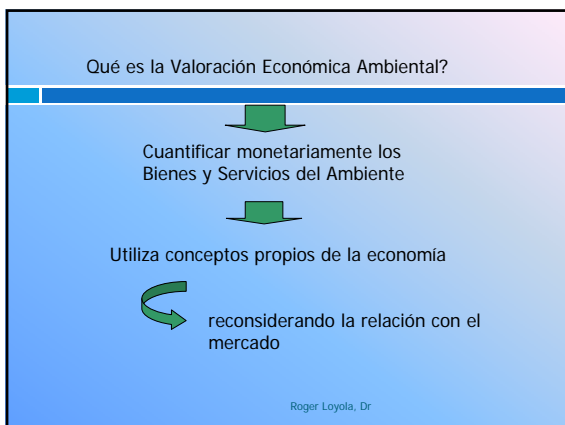 Qué es la Valoración Económica Ambiental?
Cuantificar monetariamente los
Bienes y Servicios del Ambiente
Utiliza conceptos propios de la economía
reconsiderando la relación con el
mercado
Roger Loyola, Dr